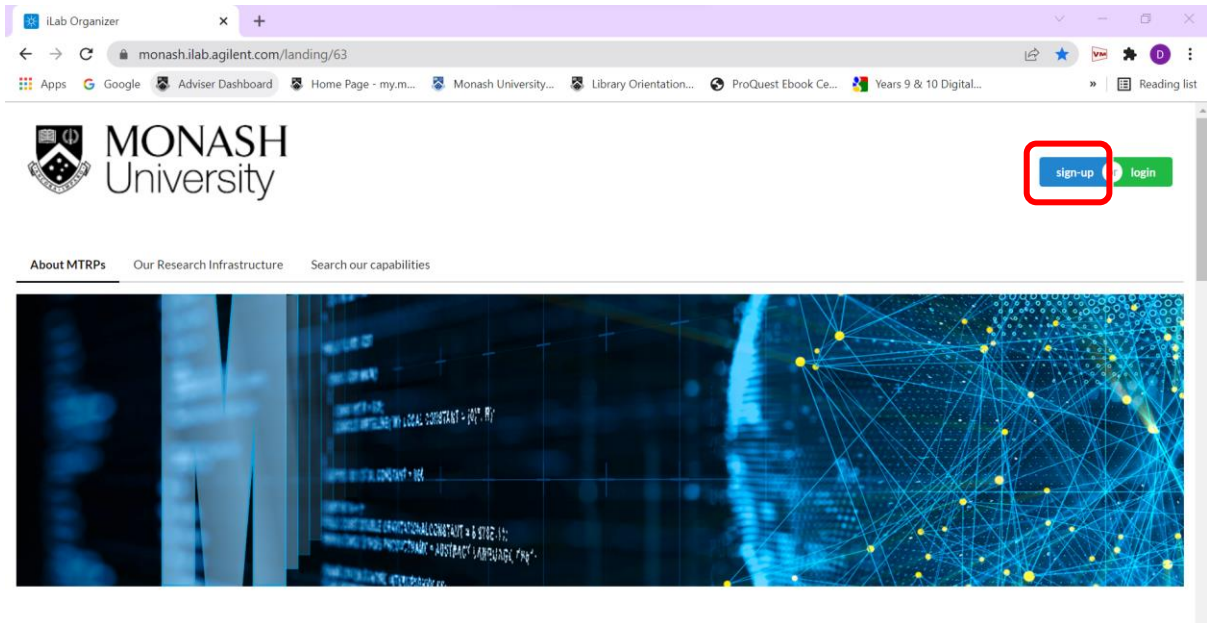 iLab Organizer
monash.ilab.agilent.com/landing/63
D
Apps Google Adviser Dashboard Home Page - my.m... Monash University... Library Orientation... ProQuest Ebook Ce... Years 9 & 10 Digital... » Reading list
MONASH
University
sign-up login
About MTRPs Our Research Infrastructure Search our capabilities